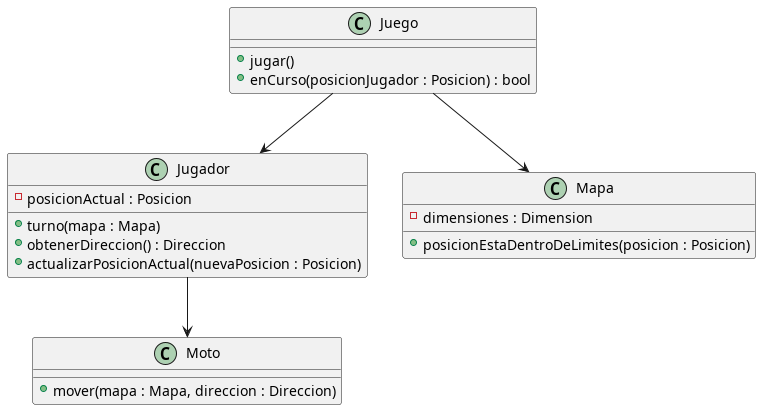 C Juego
jugar()
enCurso(posicionJugador : Posicion) : bool
C Jugador
posicionActual : Posicion
turno(mapa : Mapa)
obtenerDireccion() : Direccion
actualizarPosicionActual(nuevaPosicion : Posicion)
C Mapa
dimensiones : Dimension
posicionEstaDentroDeLimites(posicion : Posicion)
C Moto
mover(mapa : Mapa, direccion : Direccion)